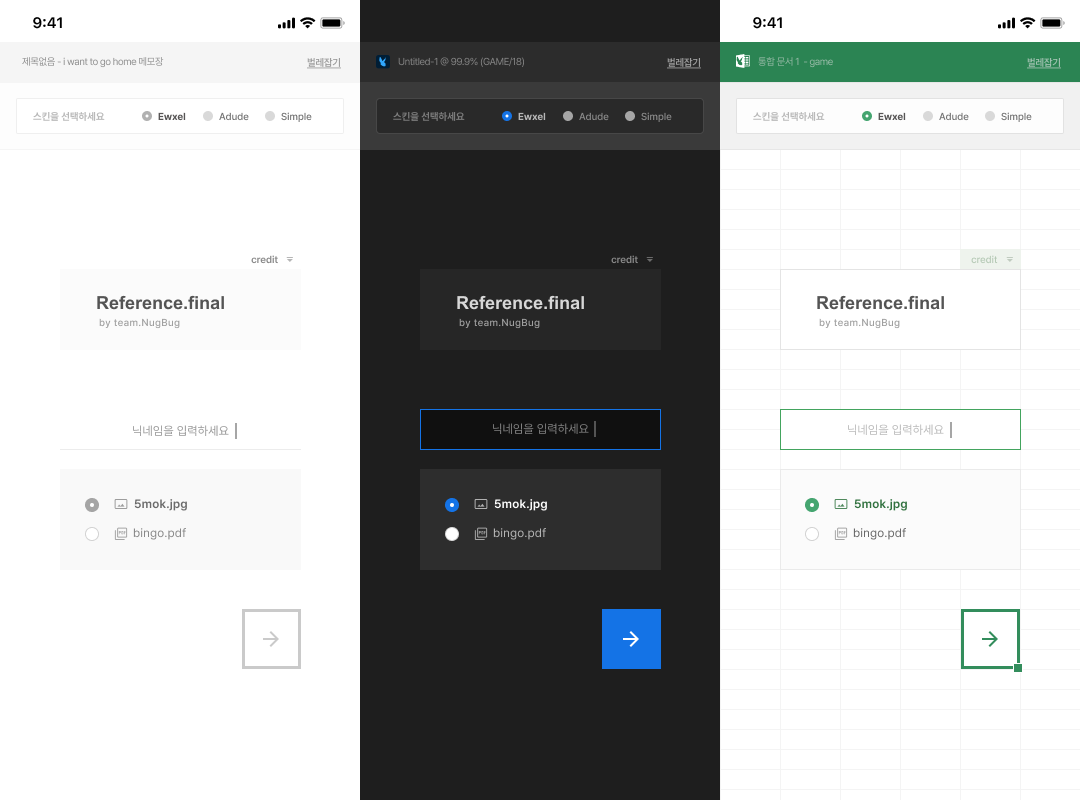 9:41
제목없음 - i want to go home 메모장
벌레잡기
스킨을 선택하세요 Ewxel Adude Simple
credit
Reference.final
by team.NugBug
닉네임을 입력하세요
5mok.jpg
bingo.pdf
Untitled-1 @ 99.9% (GAME/18)
벌레잡기
스킨을 선택하세요 Ewxel Adude Simple
credit
Reference.final
by team.NugBug
닉네임을 입력하세요
5mok.jpg
bingo.pdf
9:41
통합 문서 1 - game
벌레잡기
스킨을 선택하세요 Ewxel Adude Simple
credit
Reference.final
by team.NugBug
닉네임을 입력하세요
5mok.jpg
bingo.pdf